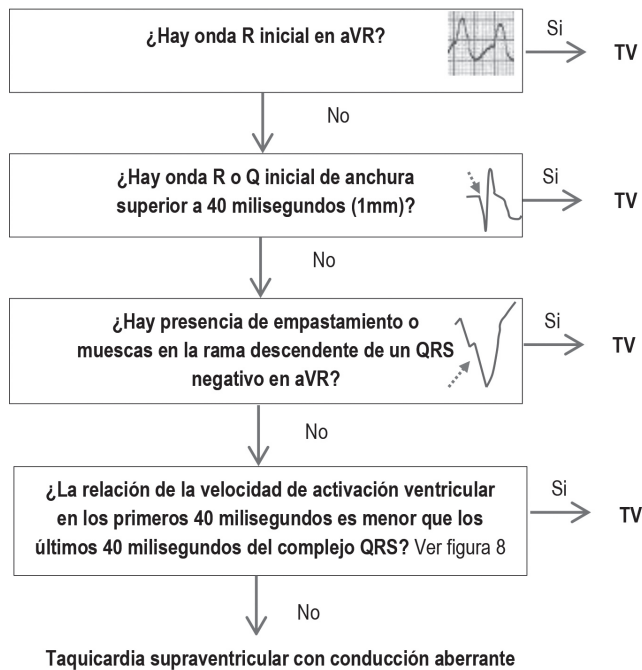 ¿Hay onda R inicial en aVR?
Si
TV
No
¿Hay onda R o Q inicial de anchura
superior a 40 milisegundos (1mm)?
Si
TV
No
¿Hay presencia de empastamiento o
muescas en la rama descendente de un QRS
negativo en aVR?
Si
TV
No
¿La relación de la velocidad de activación ventricular
en los primeros 40 milisegundos es menor que los
últimos 40 milisegundos del complejo QRS? Ver figura 8
Si
TV
No
Taquicardia supraventricular con conducción aberrante